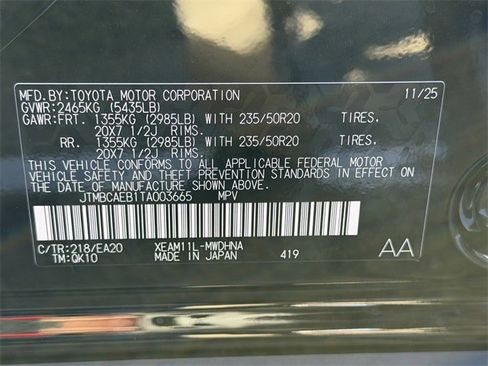 MFD.BY:TOYOTA MOTOR CORPORATION 11/25
GVWR:2465KG (5435LB)
GAWR:FRT. 1355KG (2985LB) WITH 235/50R20 TIRES.
20X7 1/2J RIMS.
RR. 1355KG (2985LB) WITH 235/50R20 TIRES.
20X7 1/2J RIMS.
THIS VEHICLE CONFORMS TO ALL APPLICABLE FEDERAL MOTOR
VEHICLE SAFETY AND THEFT PREVENTION STANDARDS IN EFFECT
ON THE DATE OF MANUFACTURE SHOWN ABOVE.
JTMBCAEB1TA003665 MPV
C/TR:218/EA20 XEAM11L-MWDHNA AA
TM:QK10 MADE IN JAPAN 419